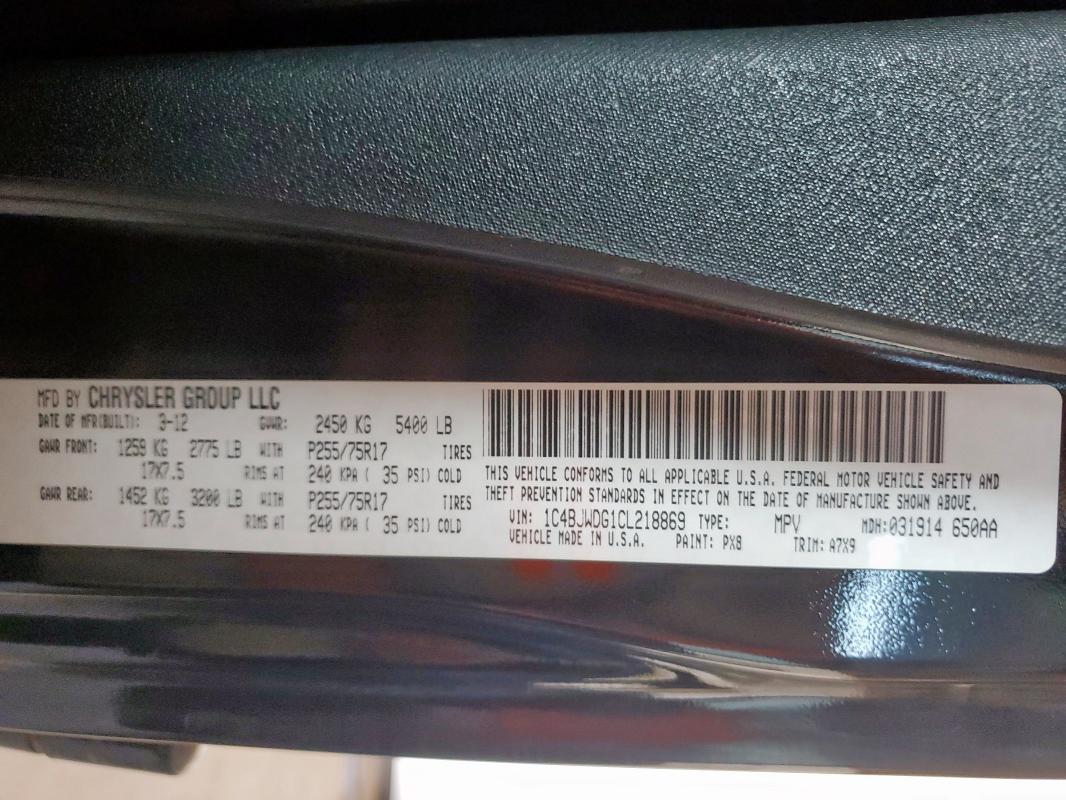 MFD BY CHRYSLER GROUP LLC
DATE OF MFR(BUILT): 3-12 GVWR: 2450 KG 5400 LB
GAWR FRONT: 1259 KG 2775 LB WITH P255/75R17 TIRES
17X7.5 RIMS AT 240 KPA ( 35 PSI) COLD
GAWR REAR: 1452 KG 3200 LB WITH P255/75R17 TIRES
17X7.5 RIMS AT 240 KPA ( 35 PSI) COLD
THIS VEHICLE CONFORMS TO ALL APPLICABLE U.S.A. FEDERAL MOTOR VEHICLE SAFETY AND
THEFT PREVENTION STANDARDS IN EFFECT ON THE DATE OF MANUFACTURE SHOWN ABOVE.
VIN: 1C4BJWDG1CL218869 TYPE: MPV MDH:031914 650AA
VEHICLE MADE IN U.S.A. PAINT: PX8 TRIM: A7X9